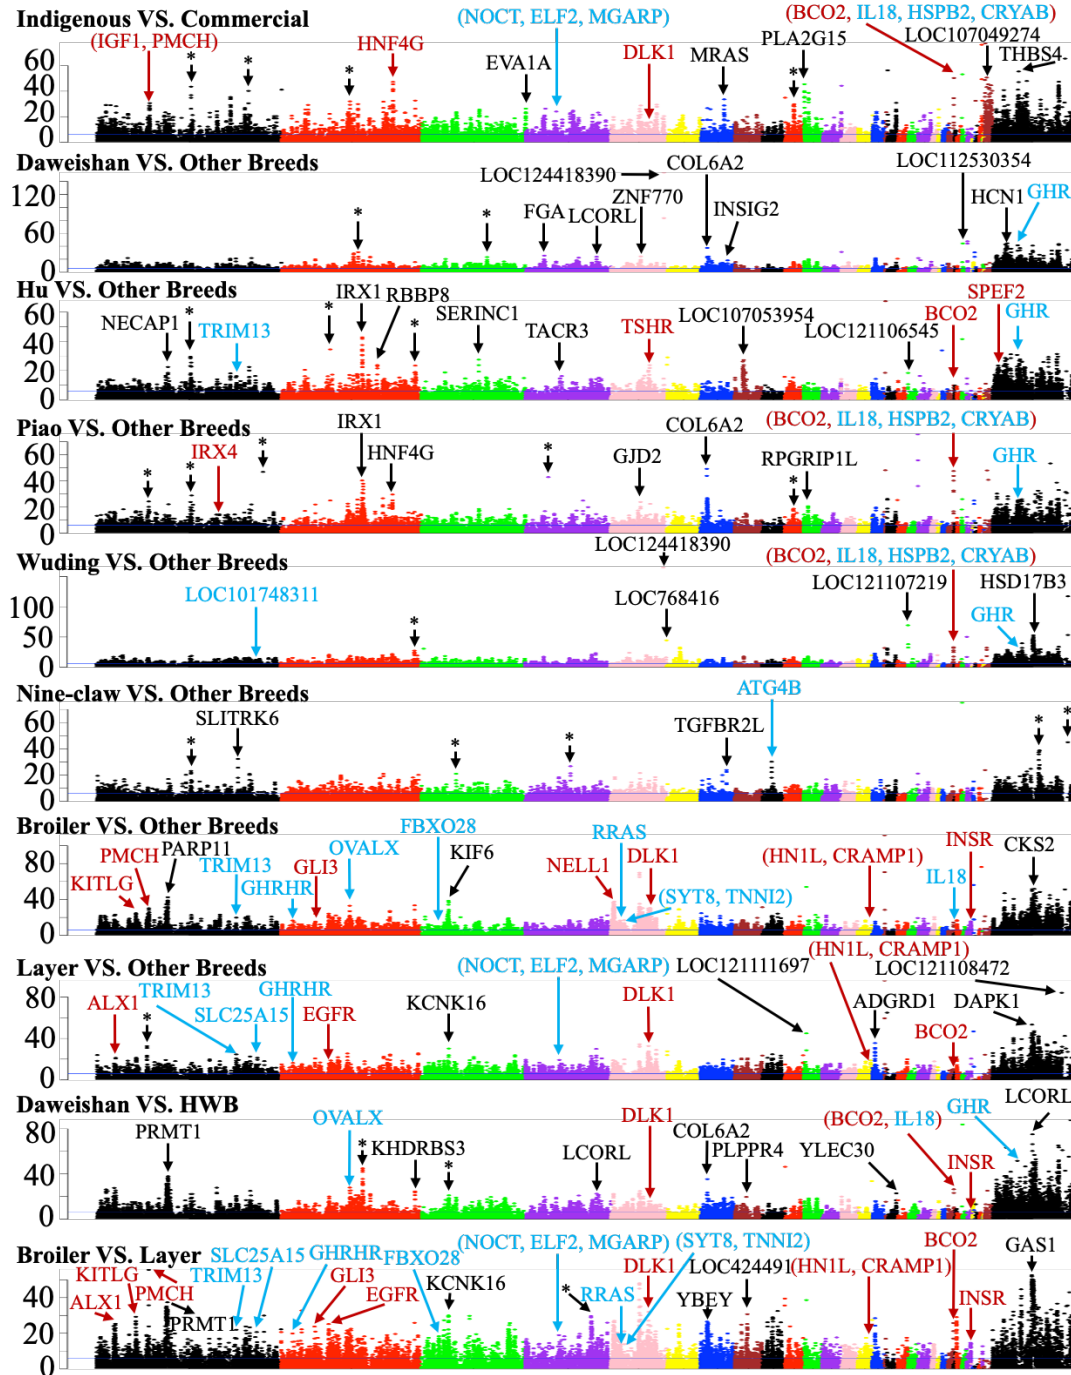 Indigenous VS. Commercial
(NOCT, ELF2, MGARP)
(BCO2, IL18, HSPB2, CRYAB)
(IGF1, PMCH)
HNF4G
EVA1A
DLK1
MRAS
PLA2G15
LOC107049274
THBS4
* * * *
60
40
20
0
Daweishan VS. Other Breeds
LOC124418390
COL6A2
LOC112530354
ZNF770
INSIG2
FGA
LCORL
HCN1
GHR
* *
120
60
0
Hu VS. Other Breeds
NECAP1
TRIM13
IRX1
RBBP8
SERINC1
TACR3
TSHR
LOC107053954
LOC121106545
BCO2
SPEF2
GHR
* * *
60
40
20
0
Piao VS. Other Breeds
IRX4
IRX1
HNF4G
GJD2
COL6A2
RPGRIP1L
(BCO2, IL18, HSPB2, CRYAB)
GHR
* * * * *
60
40
20
0
Wuding VS. Other Breeds
LOC124418390
(BCO2, IL18, HSPB2, CRYAB)
LOC101748311
LOC768416
LOC121107219
HSD17B3
GHR
*
100
50
0
Nine-claw VS. Other Breeds
SLITRK6
ATG4B
TGFBR2L
* * * * *
60
40
20
0
Broiler VS. Other Breeds
PMCH
PARP11
KITLG
TRIM13
GHRHR
GLI3
OVALX
FBXO28
KIF6
NELL1
RRAS
DLK1
(SYT8, TNNI2)
(HN1L, CRAMP1)
IL18
INSR
CKS2
80
40
0
Layer VS. Other Breeds
ALX1
TRIM13
SLC25A15
GHRHR
EGFR
KCNK16
(NOCT, ELF2, MGARP)
DLK1
LOC121111697
(HN1L, CRAMP1)
LOC121108472
ADGRD1
DAPK1
BCO2
*
80
40
0
Daweishan VS. HWB
PRMT1
OVALX
KHDRBS3
LCORL
DLK1
COL6A2
PLPPR4
YLEC30
(BCO2, IL18)
INSR
GHR
LCORL
* *
80
40
0
Broiler VS. Layer
KITLG
ALX1
PMCH
PRMT1
TRIM13
SLC25A15
GHRHR
GLI3
EGFR
FBXO28
KCNK16
(NOCT, ELF2, MGARP)
(SYT8, TNNI2)
RRAS
DLK1
LOC424491
YBEY
(HN1L, CRAMP1)
BCO2
INSR
GAS1
*
40
20
0